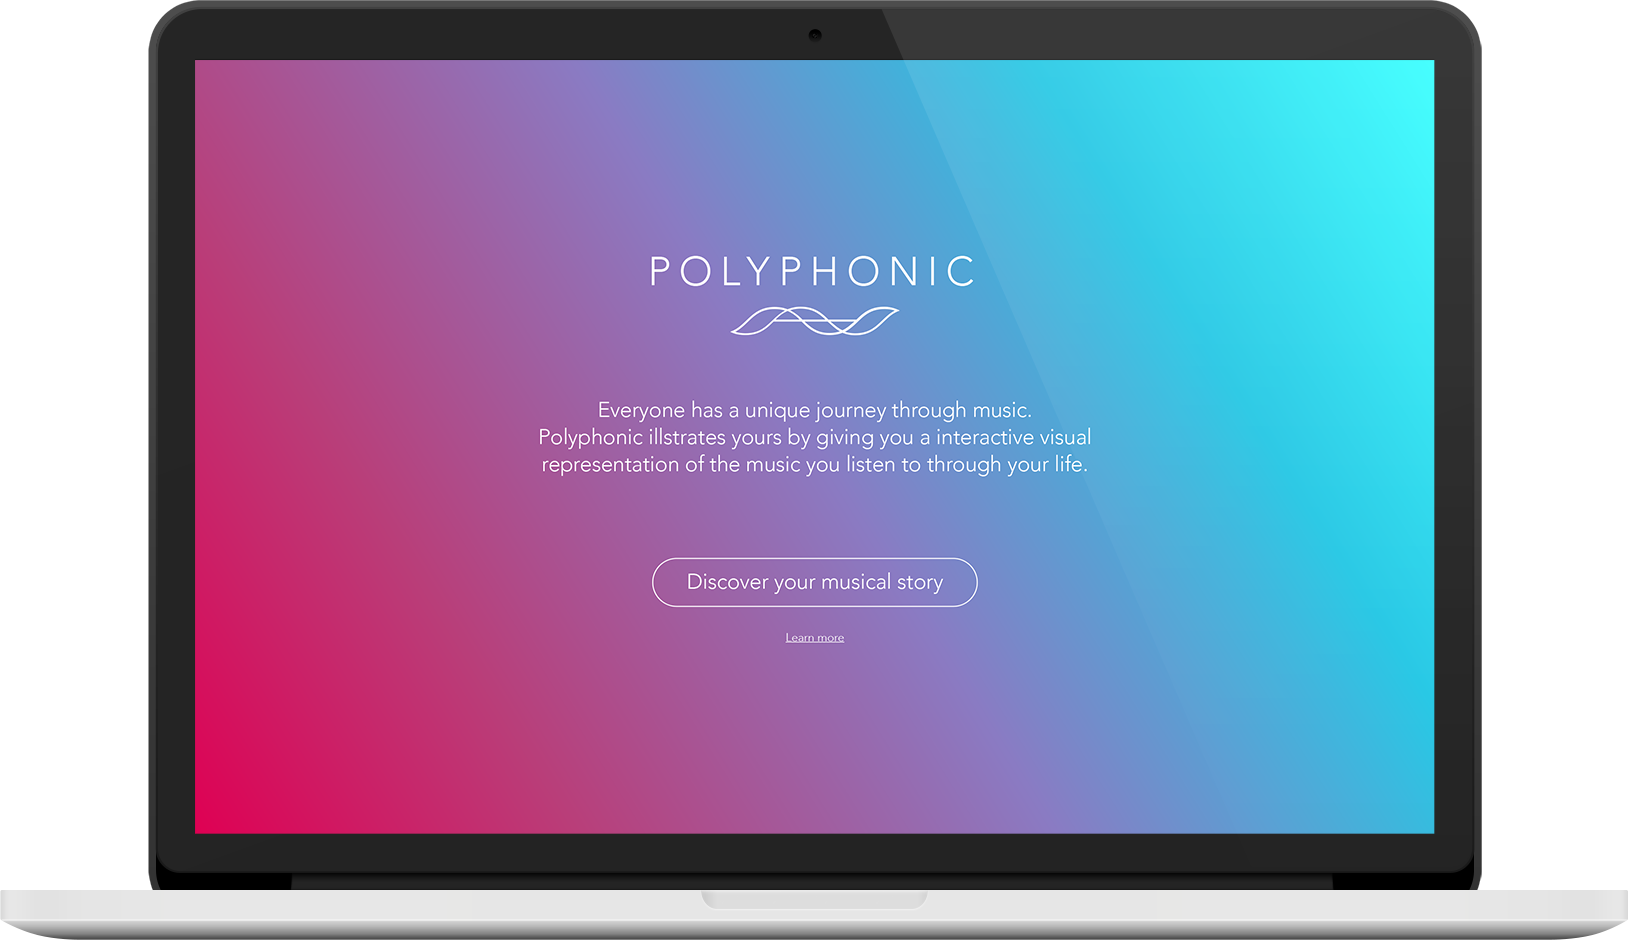 POLYPHONIC
Everyone has a unique journey through music.
Polyphonic illstrates yours by giving you a interactive visual
representation of the music you listen to through your life.
Discover your musical story
Learn more